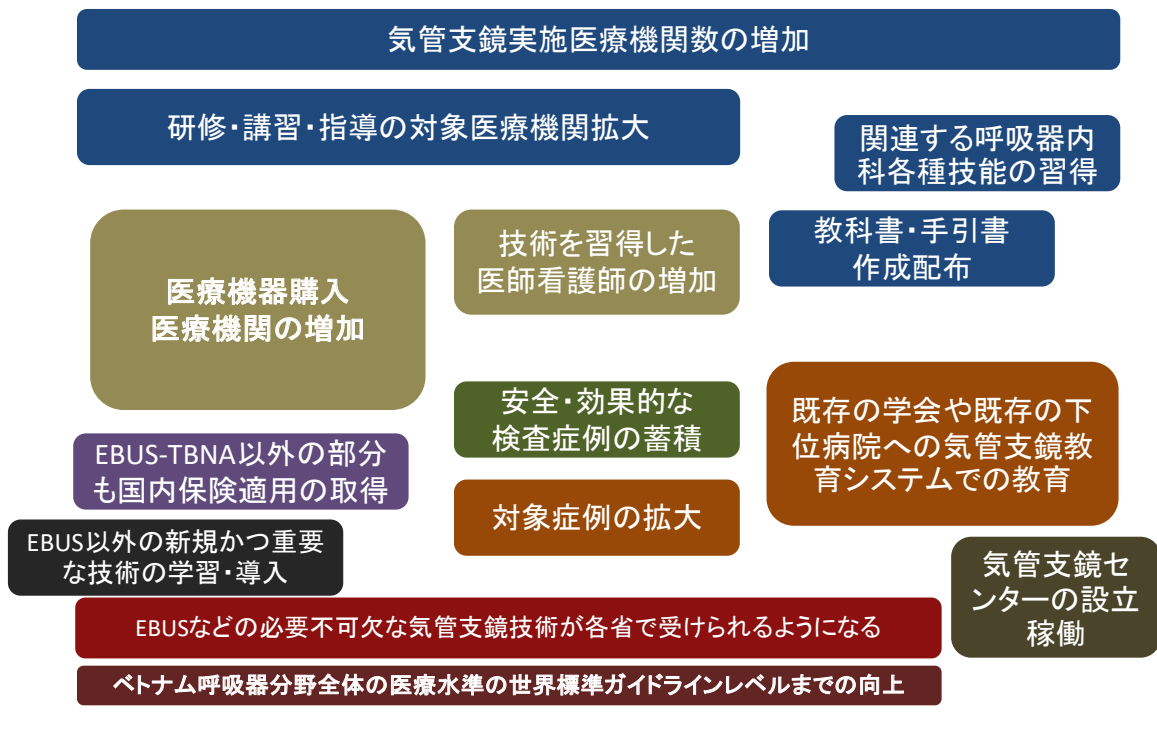 気管支鏡実施医療機関数の増加
研修・講習・指導の対象医療機関拡大
関連する呼吸器内
科各種技能の習得
医療機器購入
医療機関の増加
技術を習得した
医師看護師の増加
教科書・手引書
作成配布
安全・効果的な
検査症例の蓄積
既存の学会や既存の下
位病院への気管支鏡教
育システムでの教育
EBUS-TBNA以外の部分
も国内保険適用の取得
対象症例の拡大
EBUS以外の新規かつ重要
な技術の学習・導入
気管支鏡セ
ンターの設立
稼働
EBUSなどの必要不可欠な気管支鏡技術が各省で受けられるようになる
ベトナム呼吸器分野全体の医療水準の世界標準ガイドラインレベルまでの向上